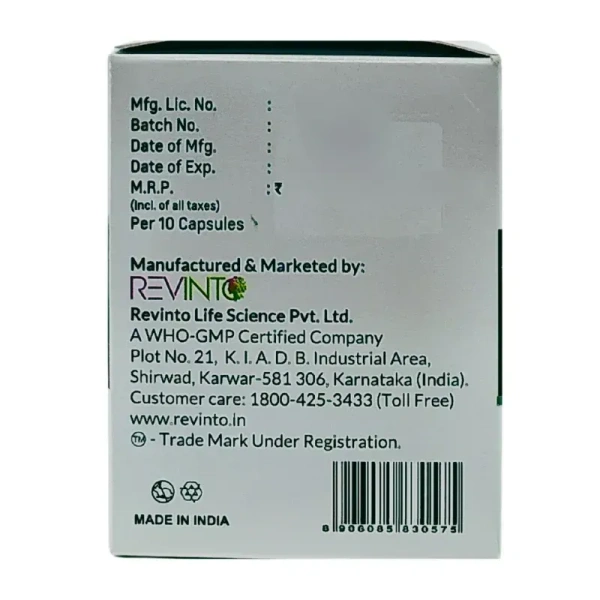 Mfg. Lic. No. :
Batch No. :
Date of Mfg. :
Date of Exp. :
M.R.P. : ₹
(Incl. of all taxes)
Per 10 Capsules
Manufactured & Marketed by:
REVINTO
Revinto Life Science Pvt. Ltd.
A WHO-GMP Certified Company
Plot No. 21, K. I. A. D. B. Industrial Area,
Shirwad, Karwar-581 306, Karnataka (India).
Customer care: 1800-425-3433 (Toll Free)
www.revinto.in
TM - Trade Mark Under Registration.
MADE IN INDIA
8 906085 830575